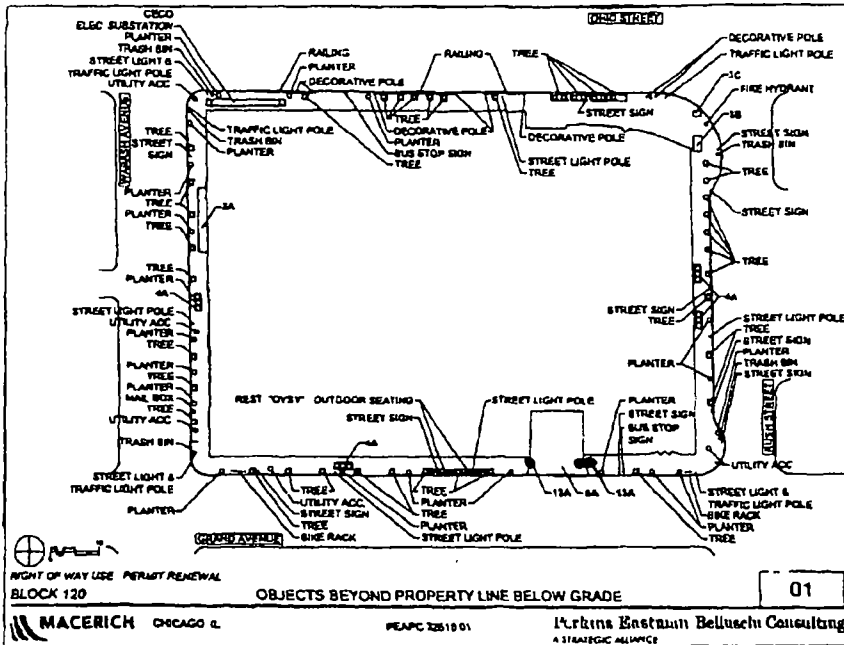 OHIO STREET
CECO
ELEC SUBSTATION
PLANTER
TRASH BIN
STREET LIGHT &
TRAFFIC LIGHT POLE
UTILITY ACC
RAILING
PLANTER
DECORATIVE POLE
RAILING
TREE
DECORATIVE POLE
TRAFFIC LIGHT POLE
1C
FIRE HYDRANT
STREET SIGN
TRAFFIC LIGHT POLE
TRASH BIN
PLANTER
TREE
DECORATIVE POLE
PLANTER
BUS STOP SIGN
TREE
DECORATIVE POLE
STREET LIGHT POLE
TREE
STREET SIGN
TRASH BIN
TREE
STREET SIGN
TREE
WABASH AVENUE
TREE
STREET
SIGN
PLANTER
TREE
PLANTER
TREE
TREE
PLANTER
4A
STREET LIGHT POLE
UTILITY ACC
PLANTER
TREE
PLANTER
TREE
PLANTER
MAIL BOX
TREE
UTILITY ACC
TRASH BIN
STREET LIGHT &
TRAFFIC LIGHT POLE
PLANTER
STREET SIGN
TREE
4A
STREET LIGHT POLE
TREE
STREET SIGN
PLANTER
TRASH BIN
STREET SIGN
PLANTER
RUSH STREET
UTILITY ACC
REST "OYSY" OUTDOOR SEATING
STREET SIGN
STREET LIGHT POLE
PLANTER
STREET SIGN
BUS STOP
SIGN
4A
TREE
UTILITY ACC.
STREET SIGN
TREE
BIKE RACK
TREE
PLANTER
TREE
PLANTER
STREET LIGHT POLE
13A
13A
STREET LIGHT &
TRAFFIC LIGHT POLE
BIKE RACK
PLANTER
TREE
GRAND AVENUE
RIGHT OF WAY USE PERMIT RENEWAL
BLOCK 120
OBJECTS BEYOND PROPERTY LINE BELOW GRADE
01
MACERICH CHICAGO IL
Perkins Eastman Belluschi Consulting
A STRATEGIC ALLIANCE